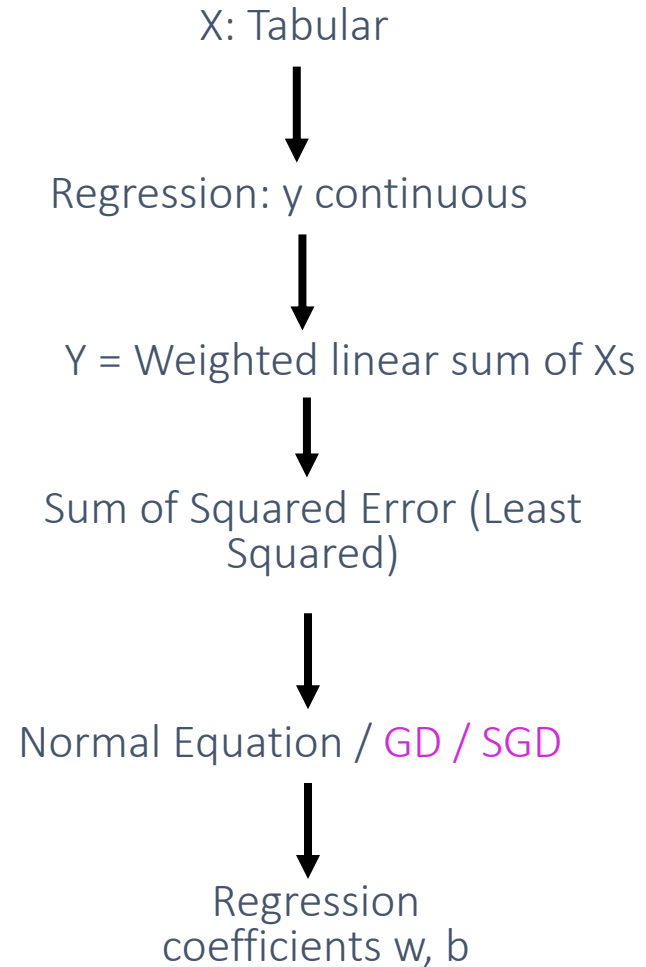 X: Tabular
Regression: y continuous
Y = Weighted linear sum of Xs
Sum of Squared Error (Least
Squared)
Normal Equation / GD / SGD
Regression
coefficients w, b